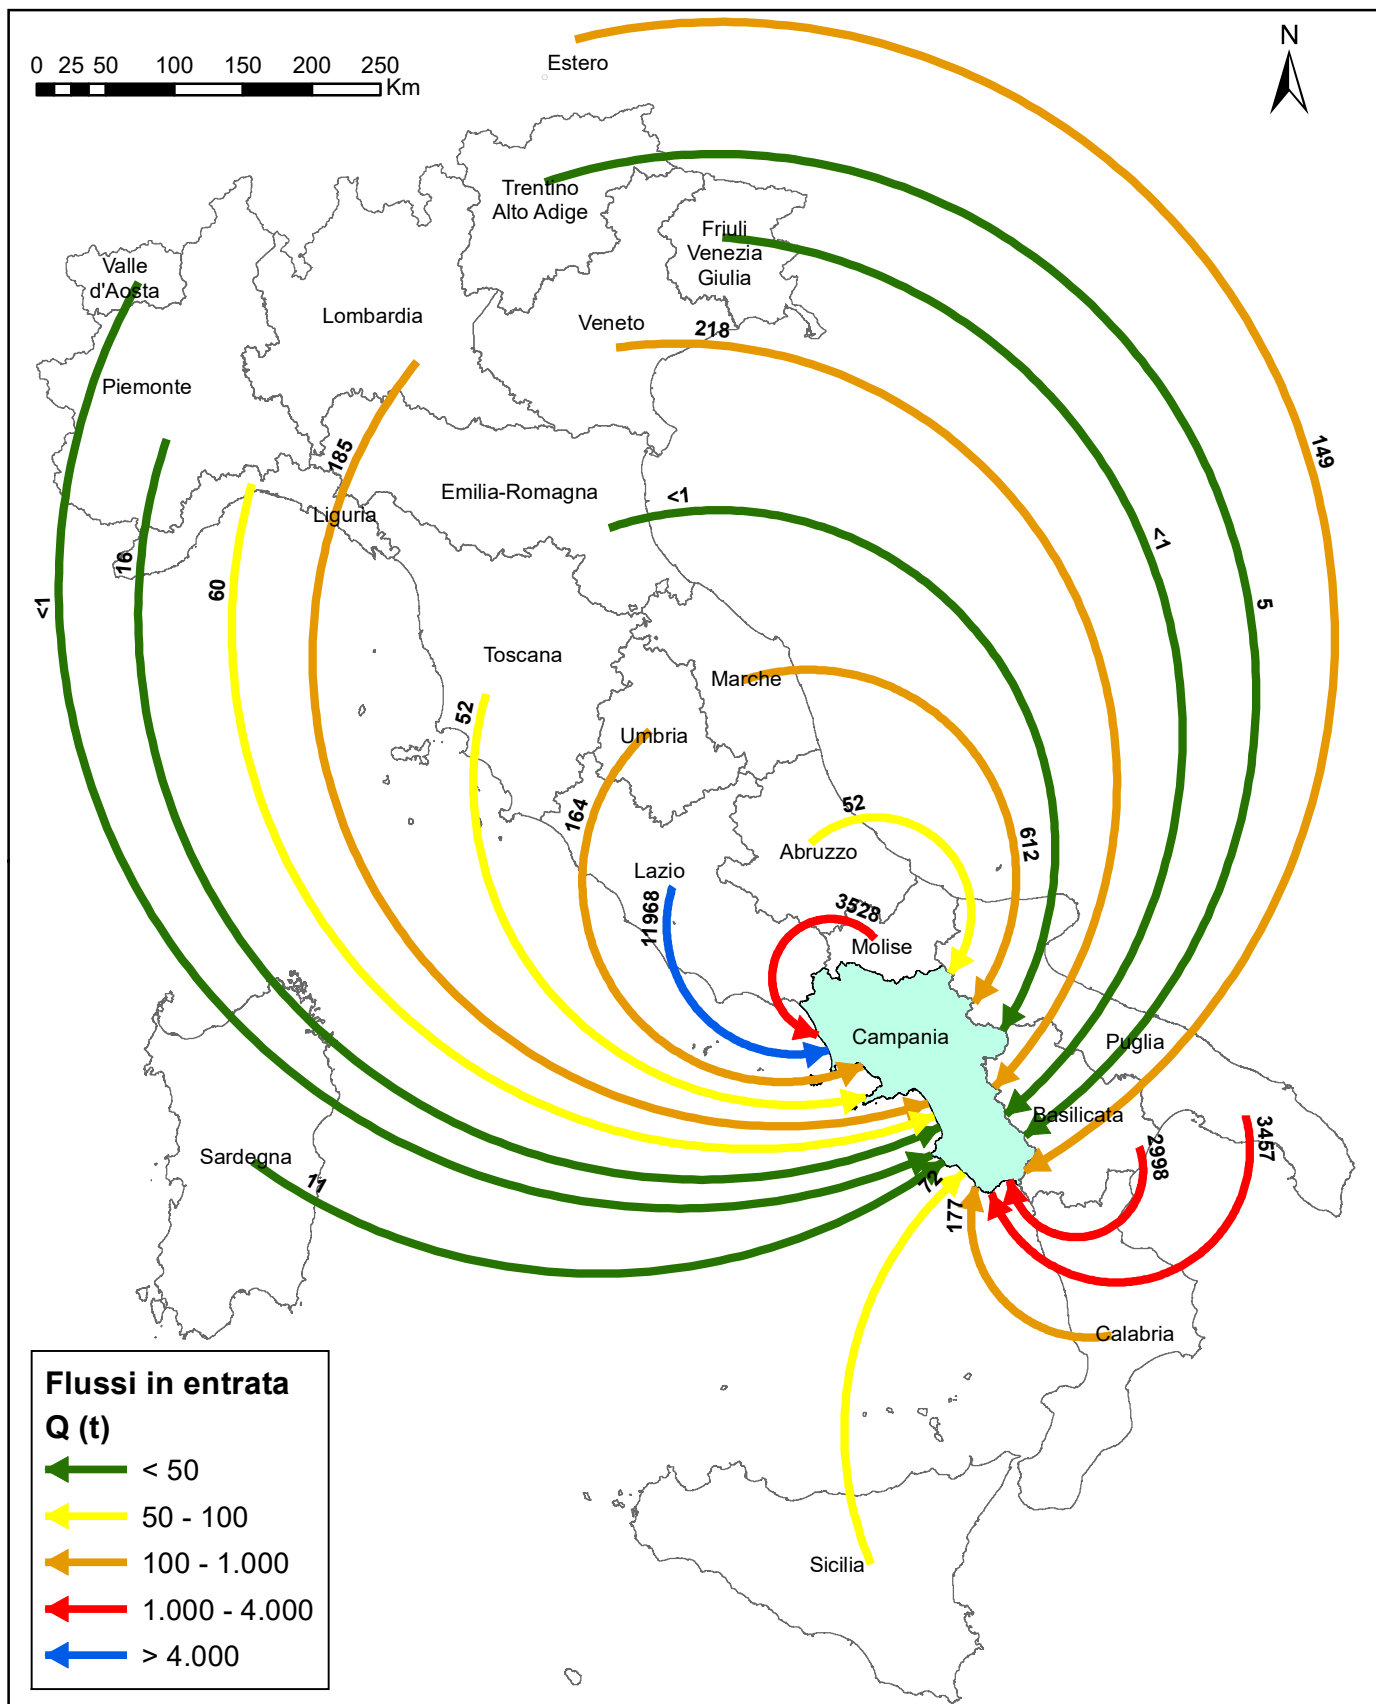 Estero
N
0 25 50 100 150 200 250
Km
Trentino
Alto Adige
Friuli
Venezia
Giulia
Valle
d'Aosta
Lombardia
Veneto
218
Piemonte
185
149
Emilia-Romagna
<1
Liguria
<1
16
60
<1
5
Toscana
Marche
52
Umbria
164
52
612
Abruzzo
Lazio
11968
3528
Molise
Campania
Puglia
Basilicata
3457
2998
Sardegna
11
72
177
Calabria
Sicilia
Flussi in entrata
Q (t)
< 50
50 - 100
100 - 1.000
1.000 - 4.000
> 4.000